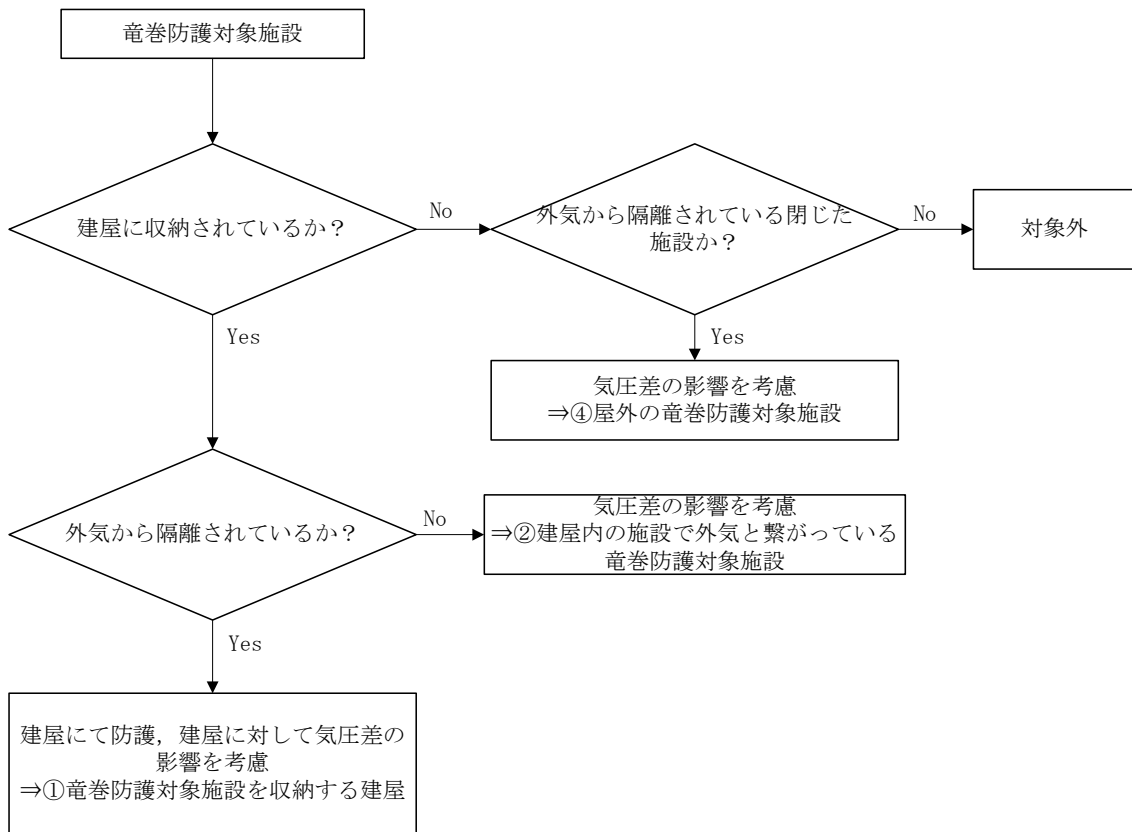 竜巻防護対象施設
建屋に収納されているか？
No
外気から隔離されている閉じた
施設か？
No
対象外
Yes
Yes
気圧差の影響を考慮
⇒④屋外の竜巻防護対象施設
外気から隔離されているか？
No
気圧差の影響を考慮
⇒②建屋内の施設で外気と繋がっている
竜巻防護対象施設
Yes
建屋にて防護，建屋に対して気圧差の
影響を考慮
⇒①竜巻防護対象施設を収納する建屋